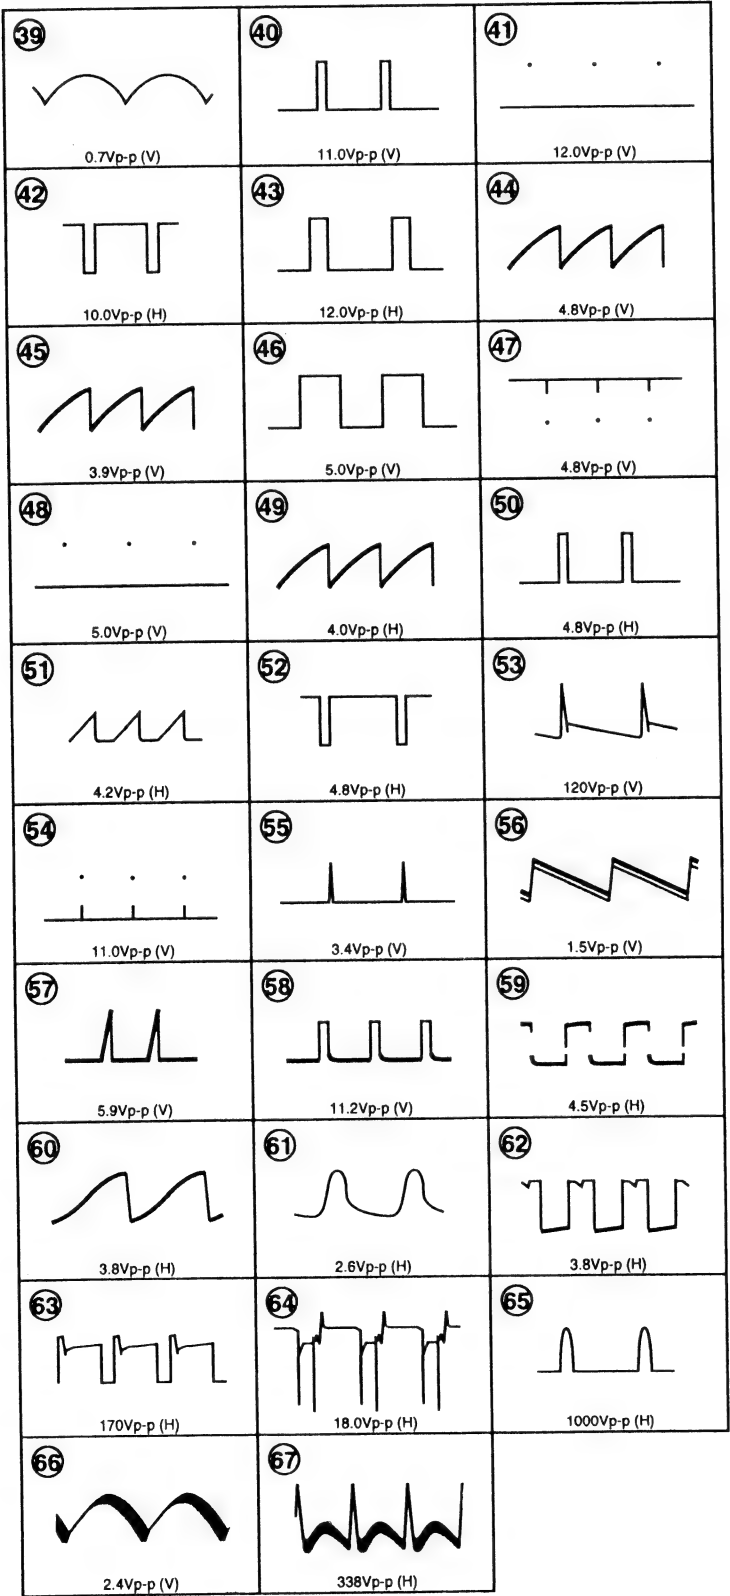 39 40 41
0.7Vp-p (V) 11.0Vp-p (V) 12.0Vp-p (V)
42 43 44
10.0Vp-p (H) 12.0Vp-p (H) 4.8Vp-p (V)
45 46 47
3.9Vp-p (V) 5.0Vp-p (V) 4.8Vp-p (V)
48 49 50
5.0Vp-p (V) 4.0Vp-p (H) 4.8Vp-p (H)
51 52 53
4.2Vp-p (H) 4.8Vp-p (H) 120Vp-p (V)
54 55 56
11.0Vp-p (V) 3.4Vp-p (V) 1.5Vp-p (V)
57 58 59
5.9Vp-p (V) 11.2Vp-p (V) 4.5Vp-p (H)
60 61 62
3.8Vp-p (H) 2.6Vp-p (H) 3.8Vp-p (H)
63 64 65
170Vp-p (H) 18.0Vp-p (H) 1000Vp-p (H)
66 67
2.4Vp-p (V) 338Vp-p (H)